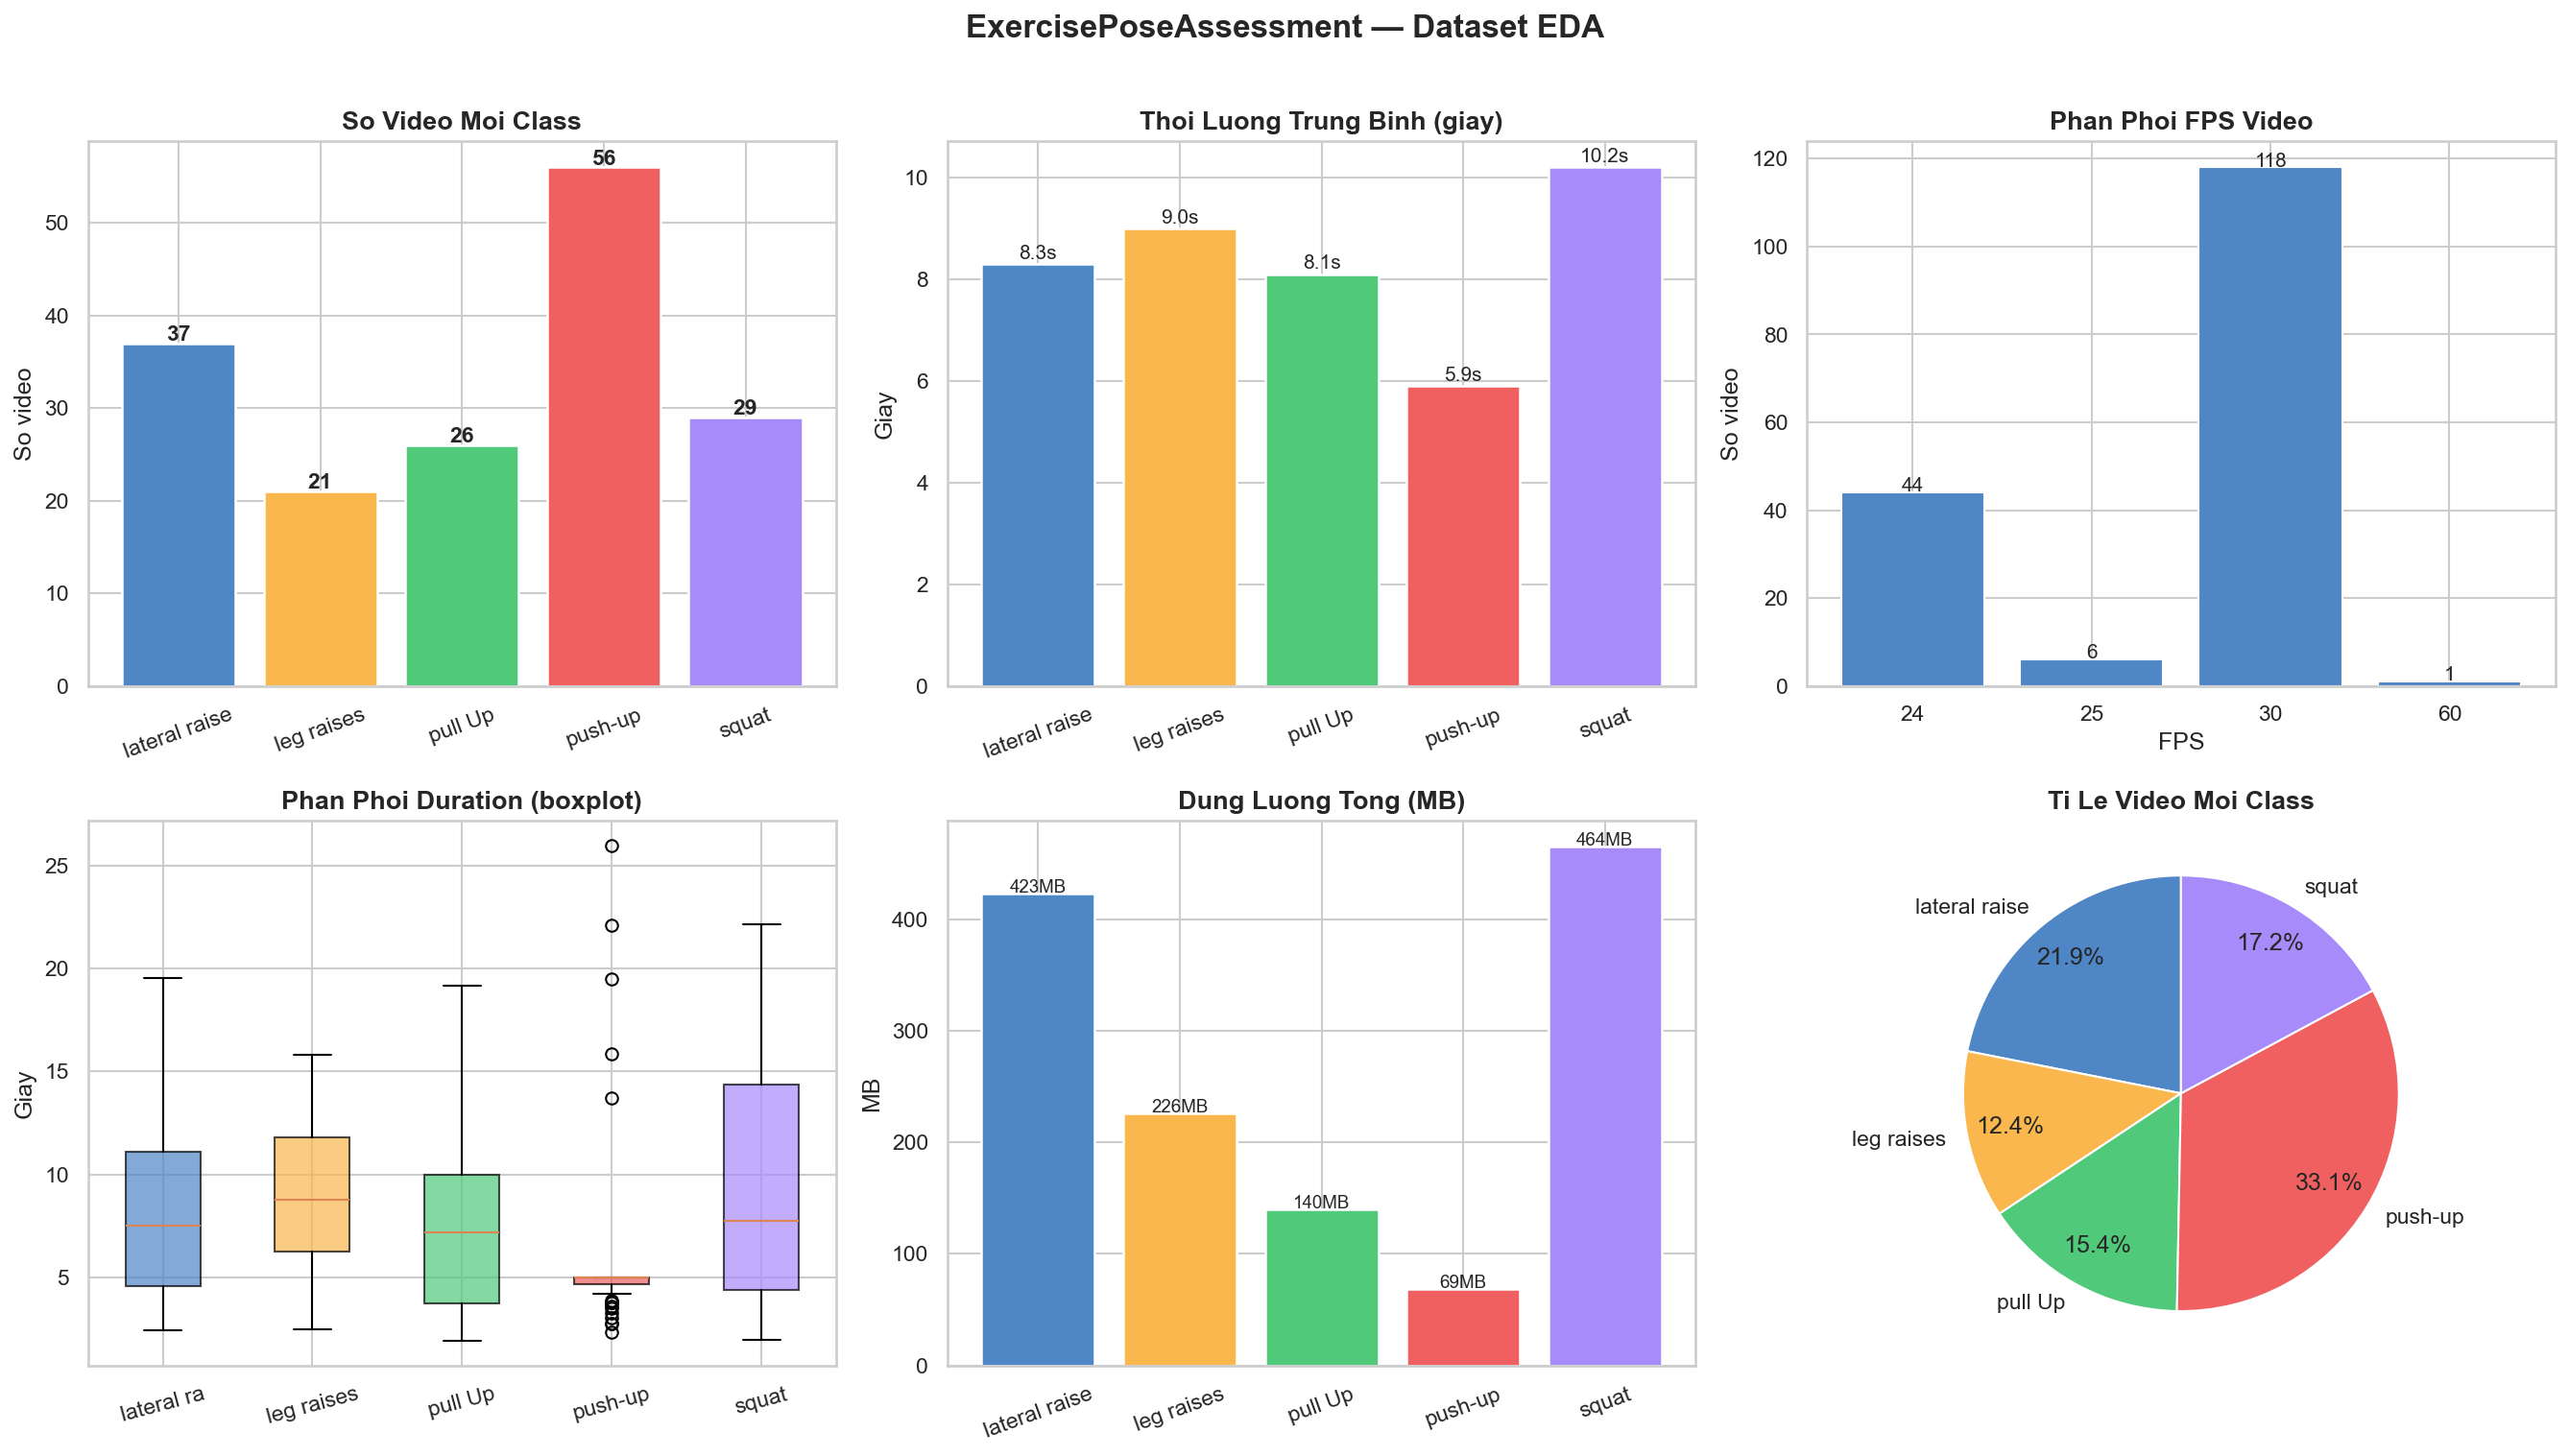 ExercisePoseAssessment — Dataset EDA
So Video Moi Class
So video
50
40
30
20
10
0
37
21
26
56
29
lateral raise
leg raises
pull Up
push-up
squat
Thoi Luong Trung Binh (giay)
Giay
10
8
6
4
2
0
8.3s
9.0s
8.1s
5.9s
10.2s
lateral raise
leg raises
pull Up
push-up
squat
Phan Phoi FPS Video
So video
120
100
80
60
40
20
0
44
6
118
1
24
25
30
60
FPS
Phan Phoi Duration (boxplot)
Giay
25
20
15
10
5
lateral ra
leg raises
pull Up
push-up
squat
Dung Luong Tong (MB)
MB
400
300
200
100
0
423MB
226MB
140MB
69MB
464MB
lateral raise
leg raises
pull Up
push-up
squat
Ti Le Video Moi Class
squat
17.2%
lateral raise
21.9%
leg raises
12.4%
pull Up
15.4%
push-up
33.1%